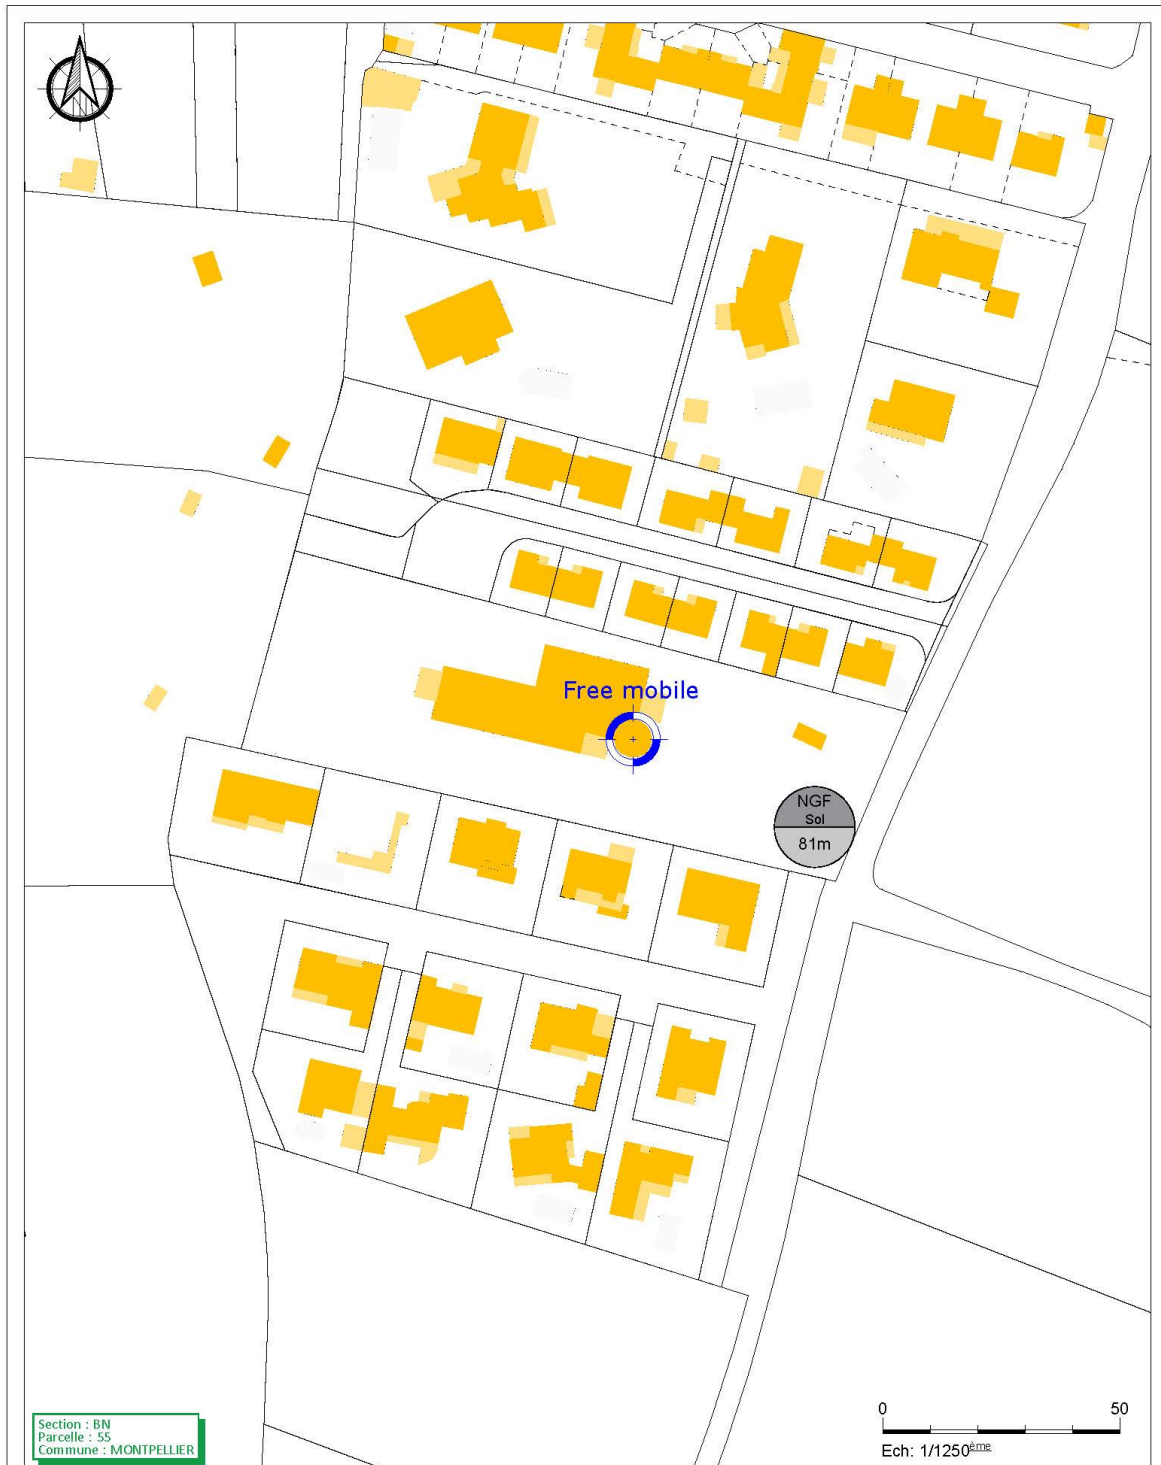 N
Free mobile
NGF
Sol
81m
0 50
Ech: 1/1250ème
Section : BN
Parcelle : 55
Commune : MONTPELLIER